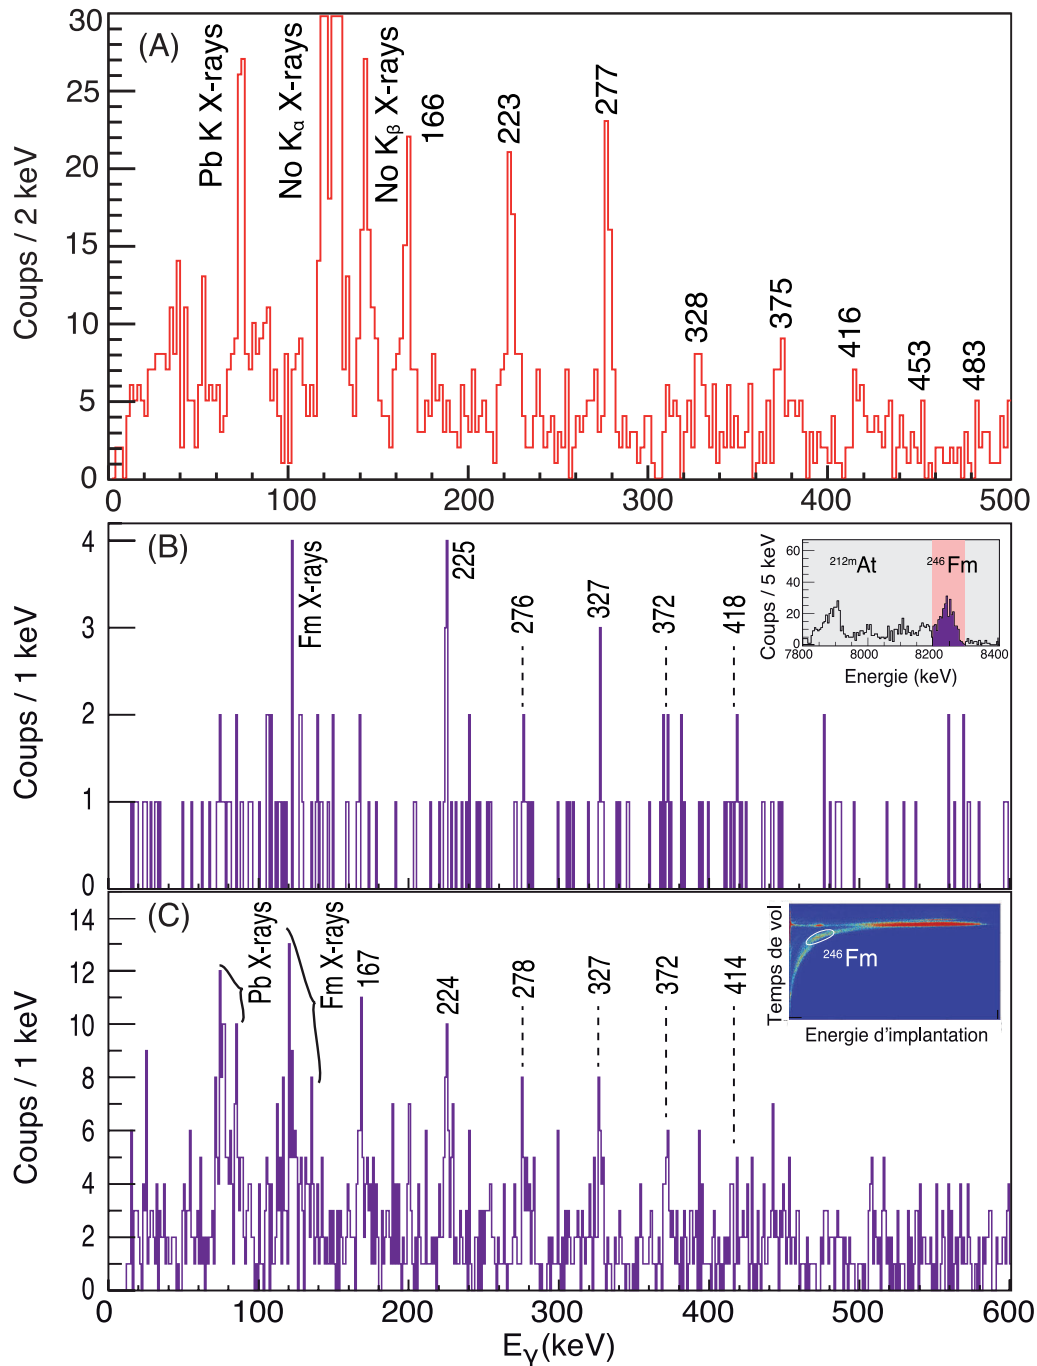 (A)
Pb K X-rays
No Kα X-rays
No Kβ X-rays
166
223
277
328
375
416
453
483
Coups / 2 keV
30
25
20
15
10
5
0
0 100 200 300 400 500
(B)
Fm X-rays
225
276
327
372
418
Coups / 1 keV
4
3
2
1
0
212mAt
246Fm
Coups / 5 keV
60
40
20
0
7800 8000 8200 8400
Energie (keV)
(C)
Pb X-rays
Fm X-rays
167
224
278
327
372
414
Coups / 1 keV
14
12
10
8
6
4
2
0
Temps de vol
246Fm
Energie d'implantation
0 100 200 300 400 500 600
Eγ (keV)